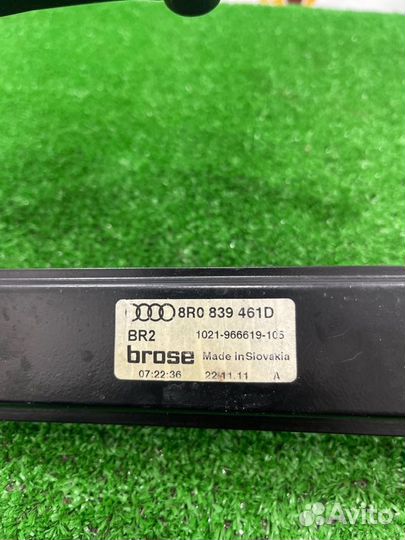 8R0 839 461D
BR2 1021-966619-105
brose Made in Slovakia
07:22:36 22.11.11 A
Avito